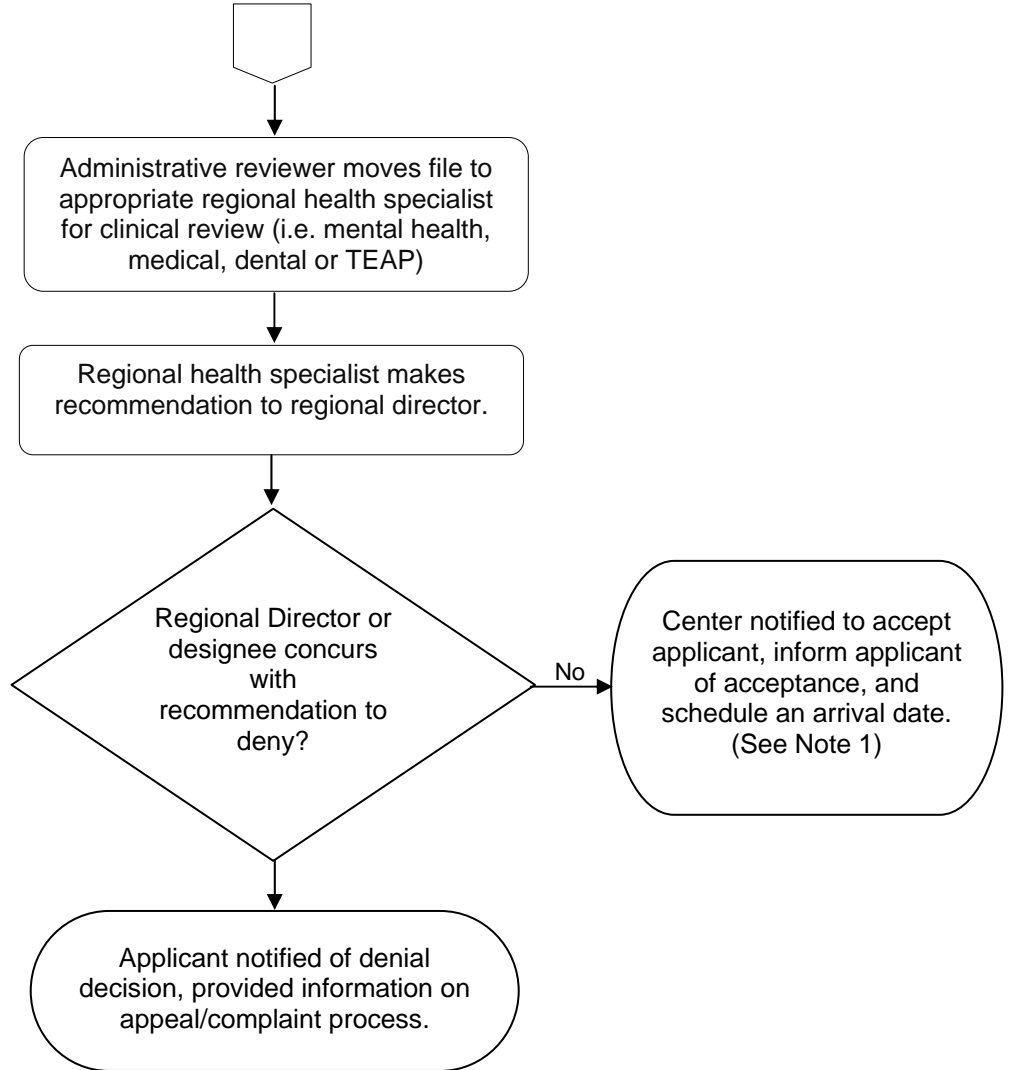 Administrative reviewer moves file to
appropriate regional health specialist
for clinical review (i.e. mental health,
medical, dental or TEAP)
Regional health specialist makes
recommendation to regional director.
Regional Director or
designee concurs
with
recommendation to
deny?
No
Center notified to accept
applicant, inform applicant
of acceptance, and
schedule an arrival date.
(See Note 1)
Applicant notified of denial
decision, provided information on
appeal/complaint process.